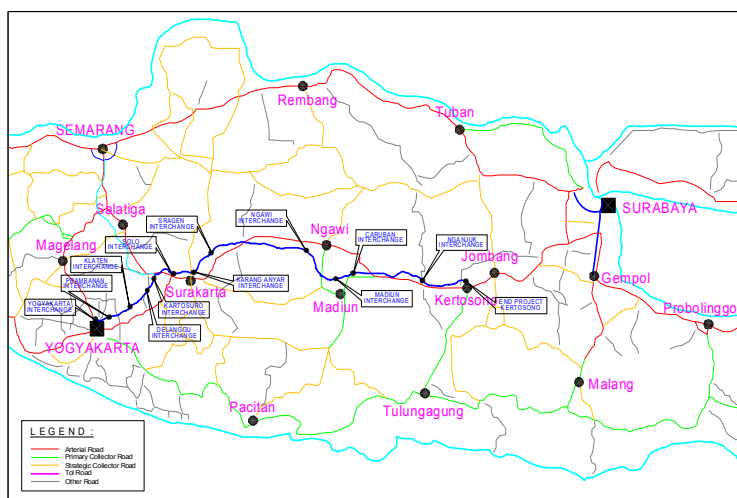 Rembang
Tuban
SEMARANG
SURABAYA
Salatiga
SRAGEN
INTERCHANGE
NGAWI
INTERCHANGE
Ngawi
CARUBAN
INTERCHANGE
NGANJUK
INTERCHANGE
SOLO
INTERCHANGE
Magelang
KLATEN
INTERCHANGE
Jombang
Gempol
PRAMBANAN
INTERCHANGE
Surakarta
KARANG ANYAR
INTERCHANGE
Madiun
MADIUN
INTERCHANGE
Kertosono
END PROJECT
KERTOSONO
YOGYAKARTA
INTERCHANGE
KARTOSURO
INTERCHANGE
Probolinggo
DELANGGU
INTERCHANGE
YOGYAKARTA
Malang
Tulungagung
Pacitan
LEGEND :
Arterial Road
Primary Collector Road
Strategic Collector Road
Tol Road
Other Road